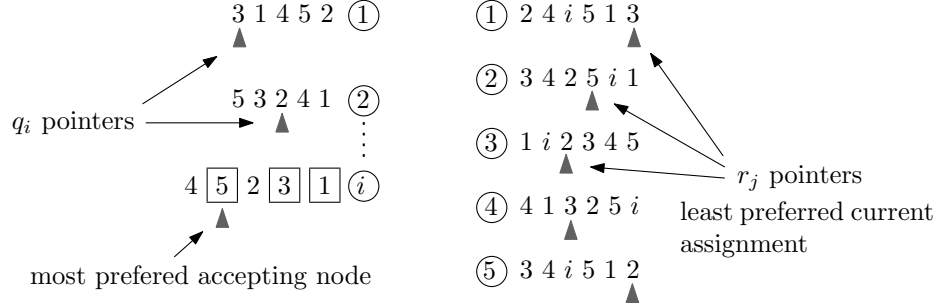 3 1 4 5 2 1
5 3 2 4 1 2
q_i pointers
4 5 2 3 1 i
most prefered accepting node
1 2 4 i 5 1 3
2 3 4 2 5 i 1
3 1 i 2 3 4 5
r_j pointers
4 4 1 3 2 5 i
least preferred current
assignment
5 3 4 i 5 1 2